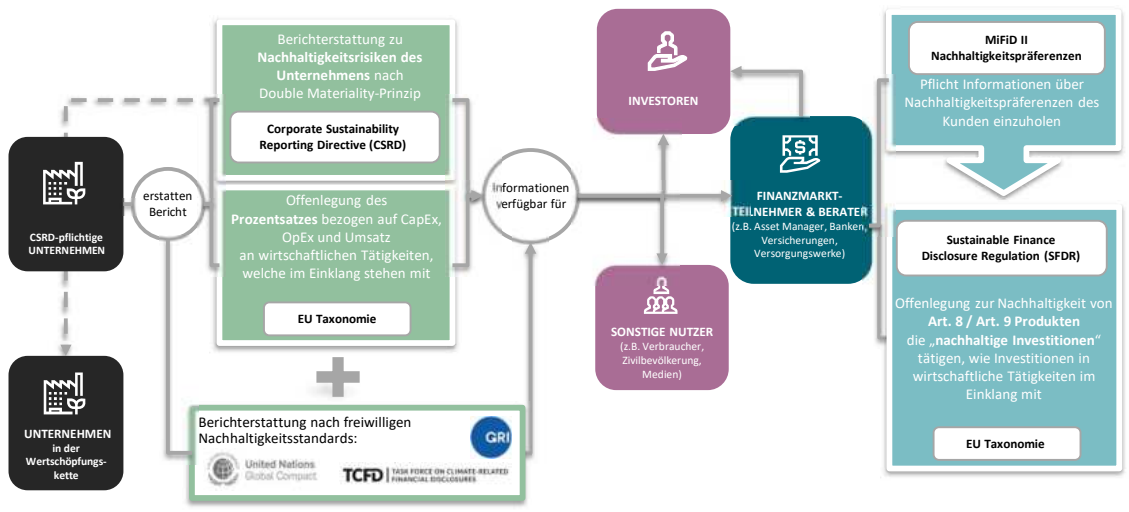 CSRD-pflichtige
UNTERNEHMEN
UNTERNEHMEN
in der
Wertschöpfungs-
kette
erstatten
Bericht
Berichterstattung zu
Nachhaltigkeitsrisiken des
Unternehmens nach
Double Materiality-Prinzip
Corporate Sustainability
Reporting Directive (CSRD)
Offenlegung des
Prozentsatzes bezogen auf CapEx,
OpEx und Umsatz
an wirtschaftlichen Tätigkeiten,
welche im Einklang stehen mit
EU Taxonomie
Berichterstattung nach freiwilligen
Nachhaltigkeitsstandards:
GRI
United Nations
Global Compact
TCFD
TASK FORCE ON CLIMATE-RELATED
FINANCIAL DISCLOSURES
Informationen
verfügbar für
INVESTOREN
SONSTIGE NUTZER
(z.B. Verbraucher,
Zivilbevölkerung,
Medien)
FINANZMARKT-
TEILNEHMER & BERATER
(z.B. Asset Manager, Banken,
Versicherungen,
Versorgungswerke)
MiFiD II
Nachhaltigkeitspräferenzen
Pflicht Informationen über
Nachhaltigkeitspräferenzen des
Kunden einzuholen
Sustainable Finance
Disclosure Regulation (SFDR)
Offenlegung zur Nachhaltigkeit von
Art. 8 / Art. 9 Produkten
die „nachhaltige Investitionen“
tätigen, wie Investitionen in
wirtschaftliche Tätigkeiten im
Einklang mit
EU Taxonomie